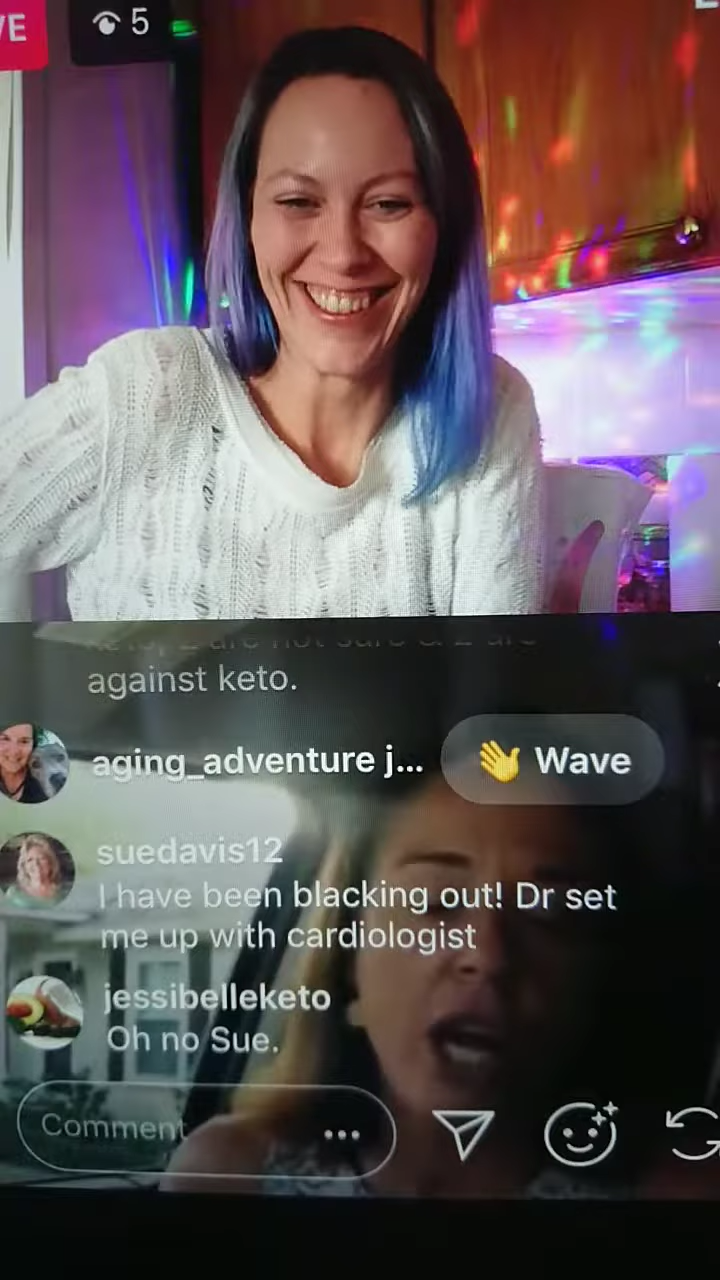 VE
5
against keto.
aging_adventure j...
Wave
suedavis12
I have been blacking out! Dr set
me up with cardiologist
jessibelleketo
Oh no Sue.
Comment